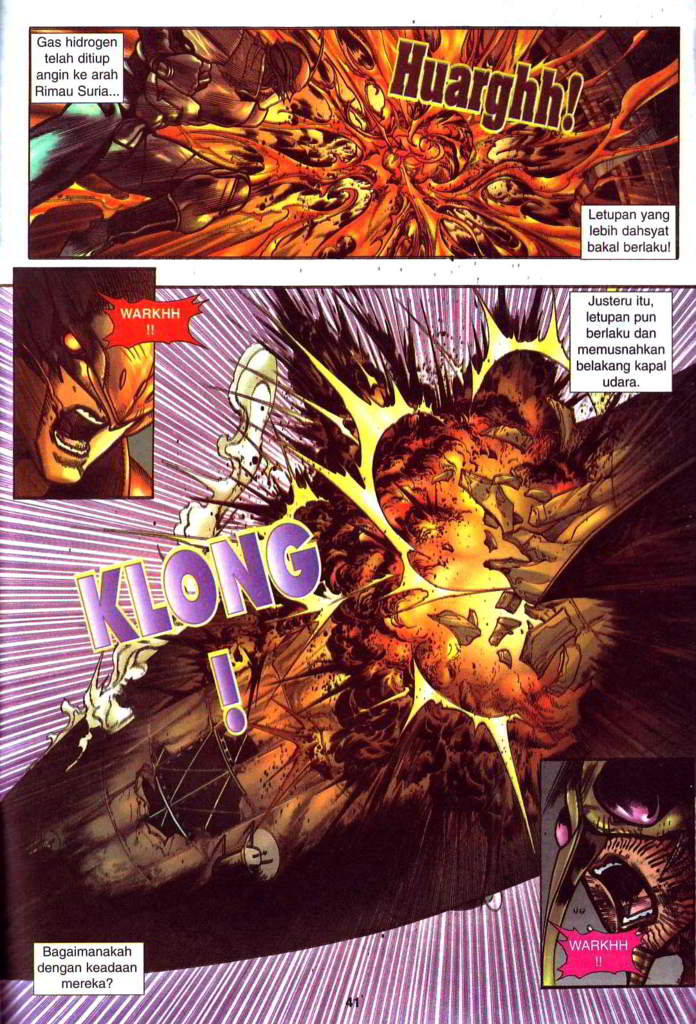 Gas hidrogen
telah ditiup
angin ke arah
Rimau Suria...
Huarghh!
Letupan yang
lebih dahsyat
bakal berlaku!
WARKHH
!!
Justeru itu,
letupan pun
berlaku dan
memusnahkan
belakang kapal
udara.
KLONG
!
WARKHH
!!
Bagaimanakah
dengan keadaan
mereka?
41